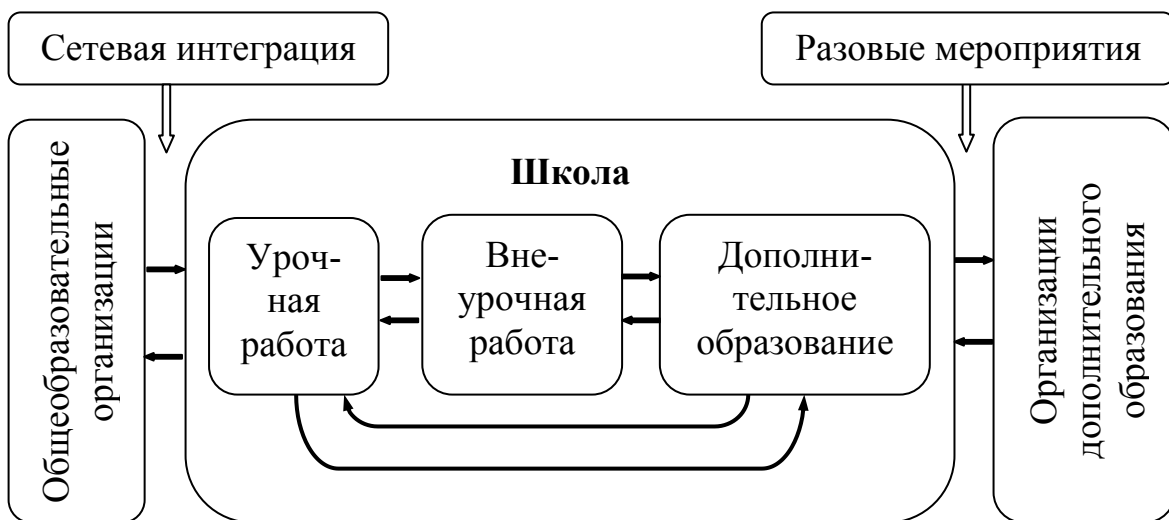 Сетевая интеграция
Разовые мероприятия
Общеобразовательные
организации
Школа
Уроч-
ная
работа
Вне-
урочная
работа
Дополни-
тельное
образование
Организации
дополнительного
образования